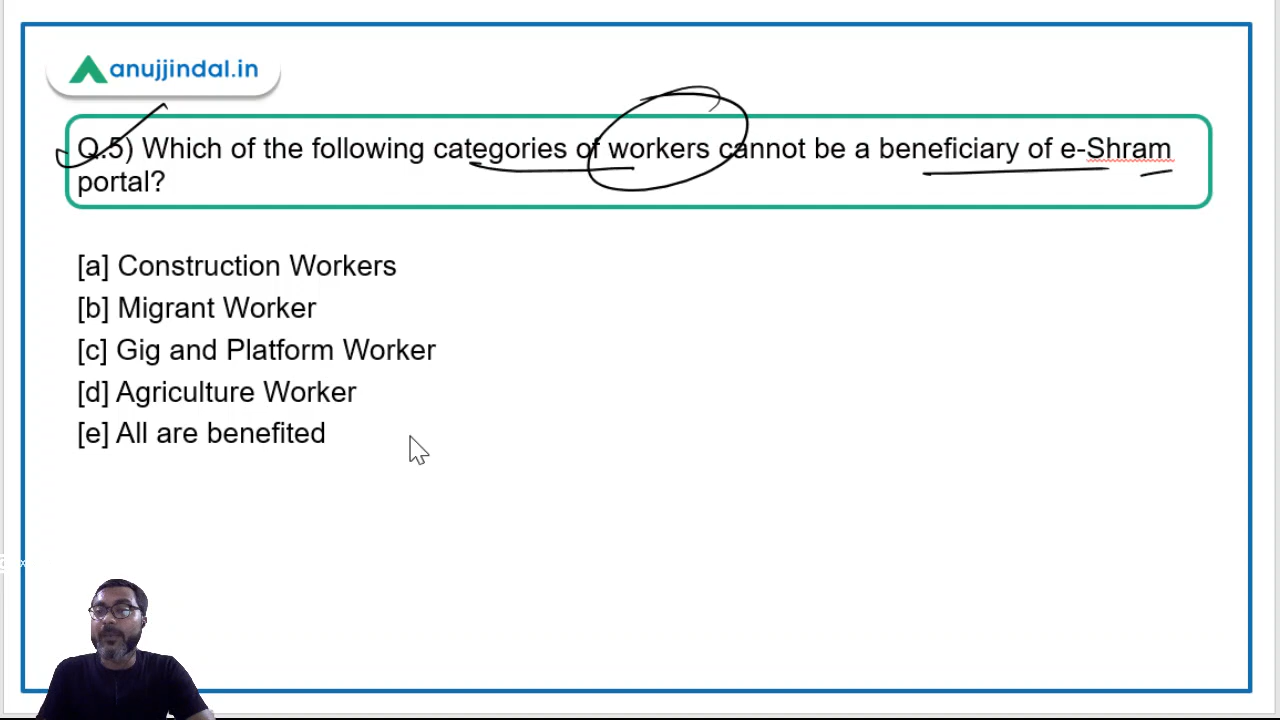 anujjindal.in
Q.5) Which of the following categories of workers cannot be a beneficiary of e-Shram
portal?
[a] Construction Workers
[b] Migrant Worker
[c] Gig and Platform Worker
[d] Agriculture Worker
[e] All are benefited